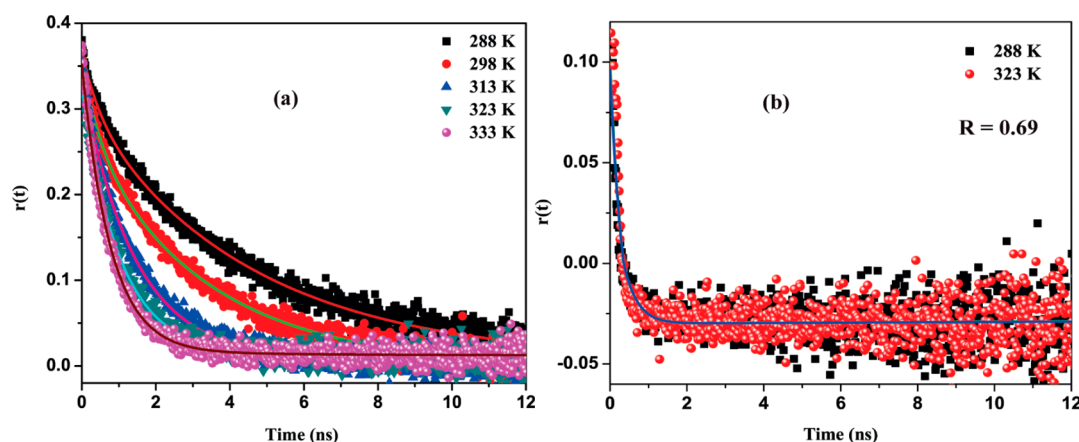 0.4
0.3
0.2
0.1
0.0
r(t)
(a)
288 K
298 K
313 K
323 K
333 K
0 2 4 6 8 10 12
Time (ns)
0.10
0.05
0.00
-0.05
r(t)
(b)
288 K
323 K
R = 0.69
0 2 4 6 8 10 12
Time (ns)